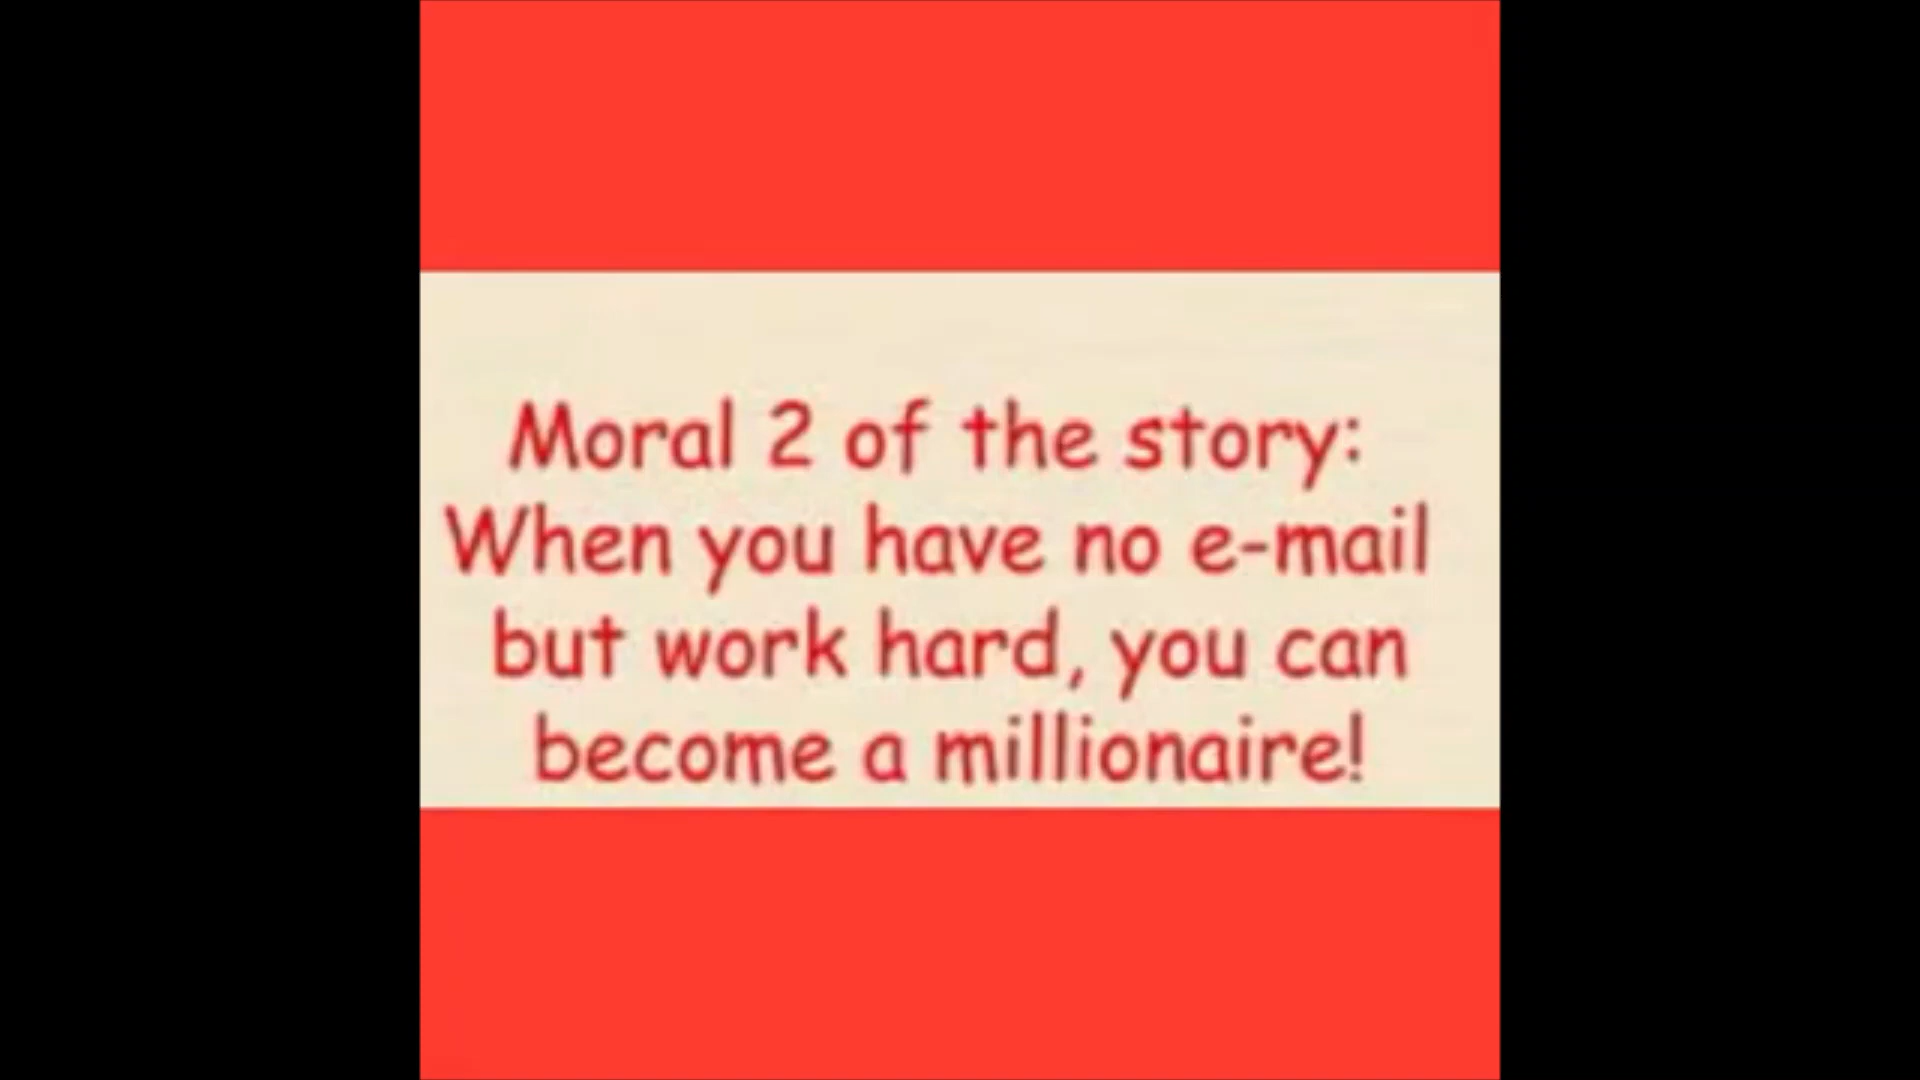 Moral 2 of the story:
When you have no e-mail
but work hard, you can
become a millionaire!